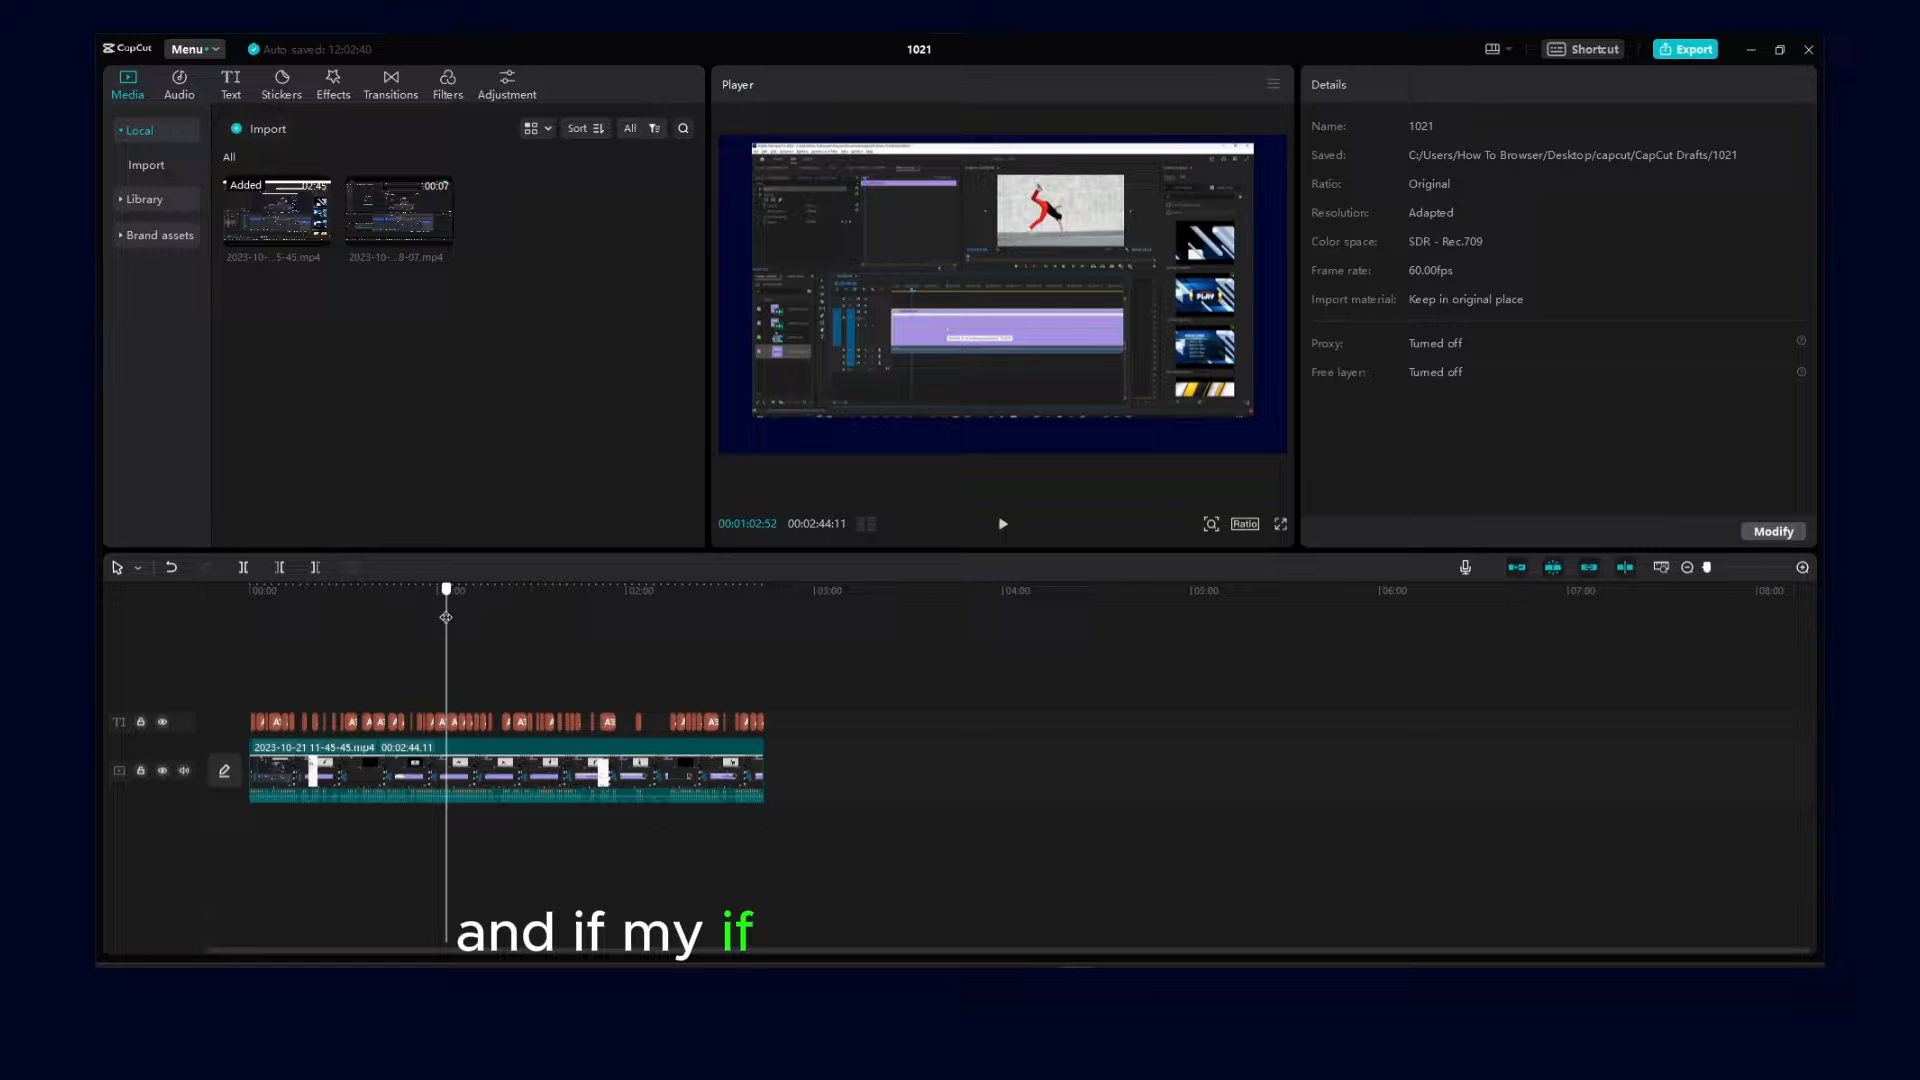 CapCut
Menu
Auto saved: 12:02:40
1021
Shortcut
Export
Media
Audio
Text
Stickers
Effects
Transitions
Filters
Adjustment
Local
Import
Library
Brand assets
Import
Sort
All
All
Added
02:45
00:07
2023-10-...5-45.mp4
2023-10-...8-07.mp4
Player
PLAY
00:01:02:52
00:02:44:11
Ratio
Details
Name: 1021
Saved: C:/Users/How To Browser/Desktop/capcut/CapCut Drafts/1021
Ratio: Original
Resolution: Adapted
Color space: SDR - Rec.709
Frame rate: 60.00fps
Import material: Keep in original place
Proxy: Turned off
Free layer: Turned off
Modify
00:00
02:00
03:00
04:00
05:00
06:00
07:00
08:00
TI
2023-10-21 11-45-45.mp4 00:02:44:11
and if my if